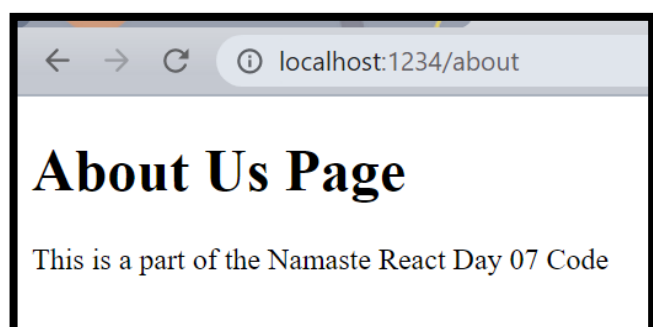 localhost:1234/about
About Us Page
This is a part of the Namaste React Day 07 Code